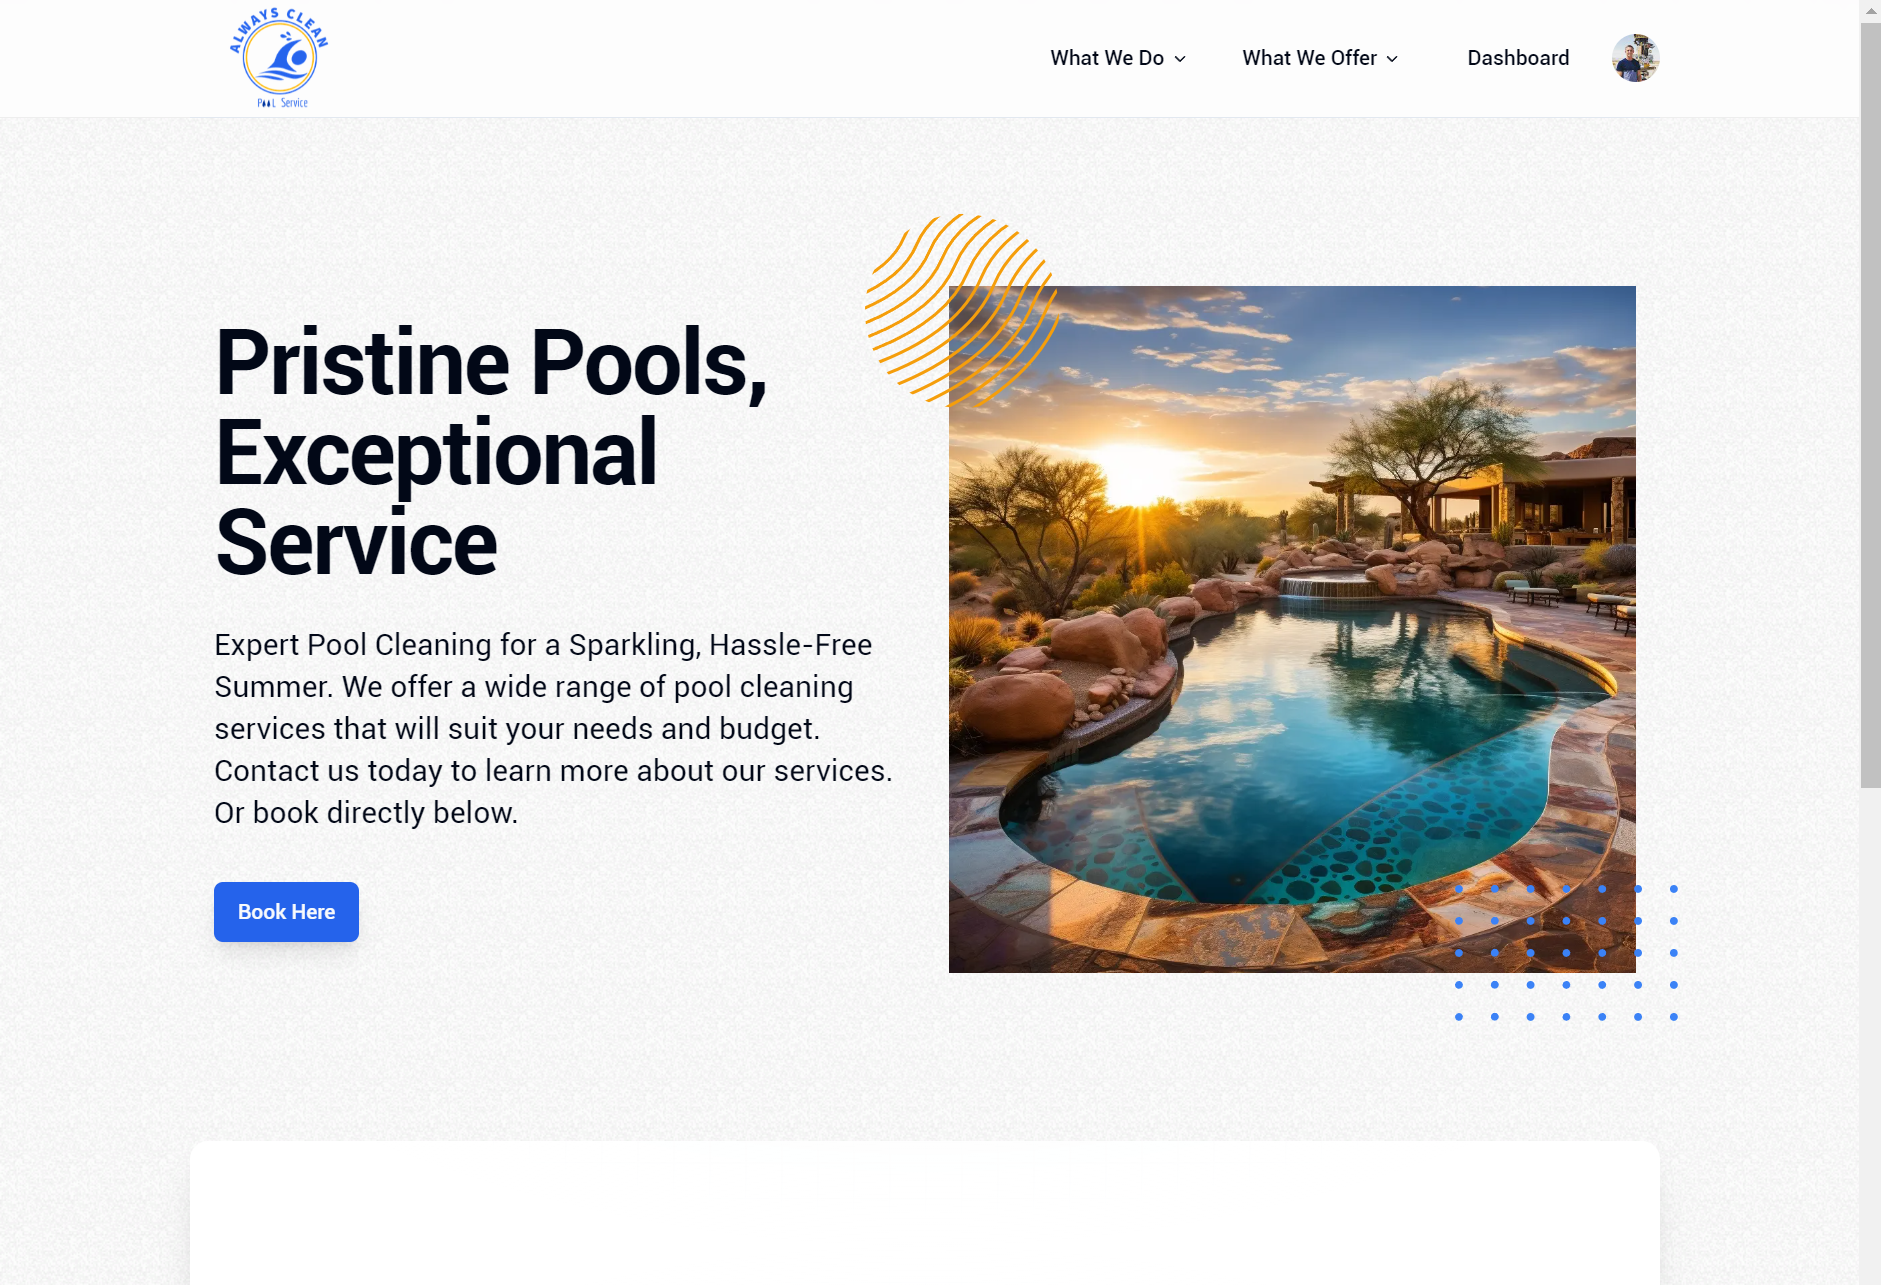 ALWAYS CLEAN
POOL Service
What We Do
What We Offer
Dashboard
Pristine Pools,
Exceptional
Service
Expert Pool Cleaning for a Sparkling, Hassle-Free
Summer. We offer a wide range of pool cleaning
services that will suit your needs and budget.
Contact us today to learn more about our services.
Or book directly below.
Book Here